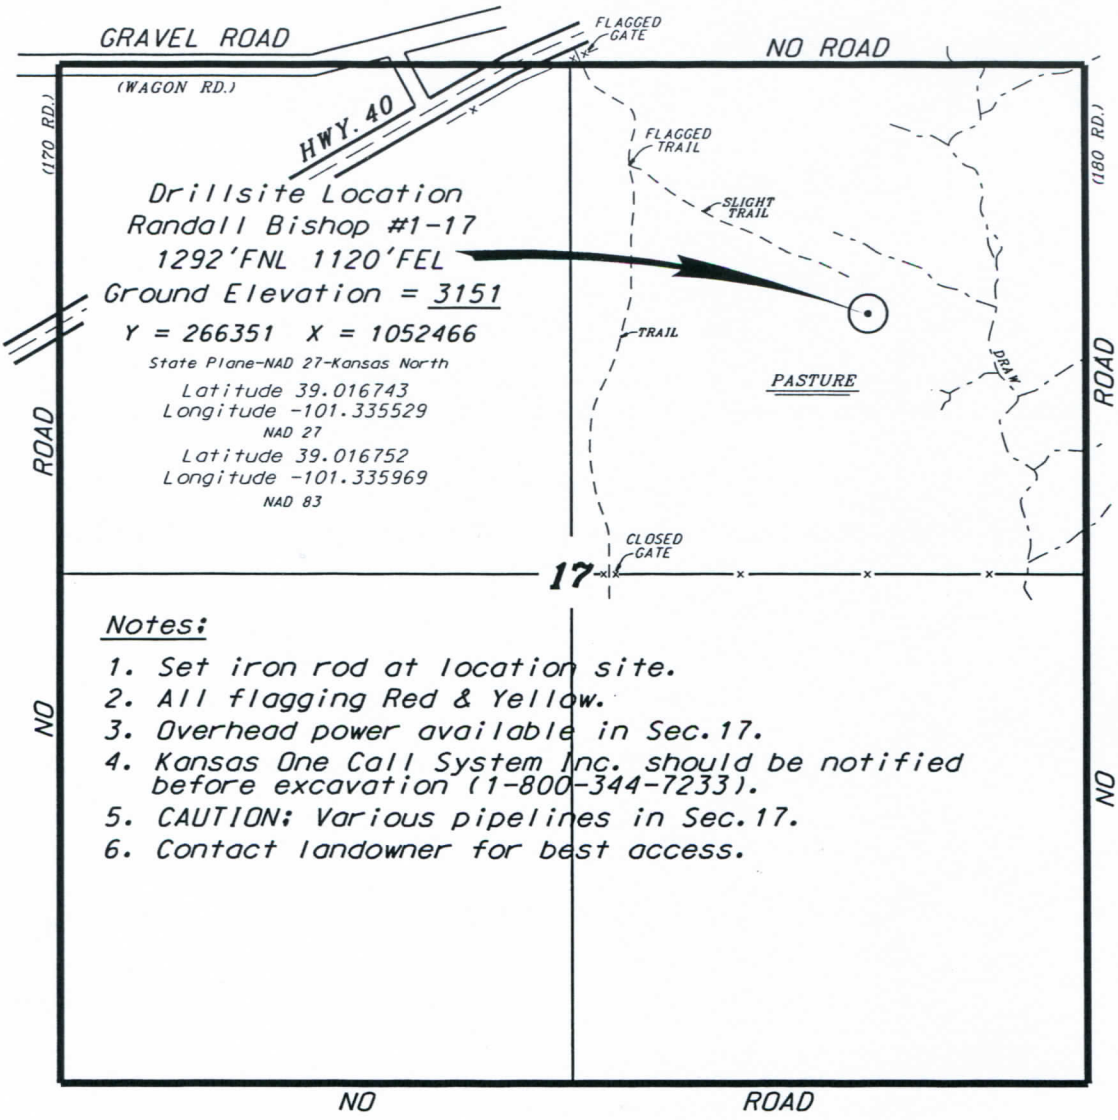 GRAVEL ROAD
(WAGON RD.)
HWY. 40
FLAGGED
GATE
NO ROAD
(170 RD.)
(180 RD.)
FLAGGED
TRAIL
SLIGHT
TRAIL
Drillsite Location
Randall Bishop #1-17
1292'FNL 1120'FEL
Ground Elevation = 3151
Y = 266351 X = 1052466
State Plane-NAD 27-Kansas North
Latitude 39.016743
Longitude -101.335529
NAD 27
Latitude 39.016752
Longitude -101.335969
NAD 83
TRAIL
PASTURE
DRAW
ROAD
ROAD
CLOSED
GATE
17
Notes:
1. Set iron rod at location site.
2. All flagging Red & Yellow.
3. Overhead power available in Sec.17.
4. Kansas One Call System Inc. should be notified
before excavation (1-800-344-7233).
5. CAUTION: Various pipelines in Sec.17.
6. Contact landowner for best access.
NO
NO
NO ROAD